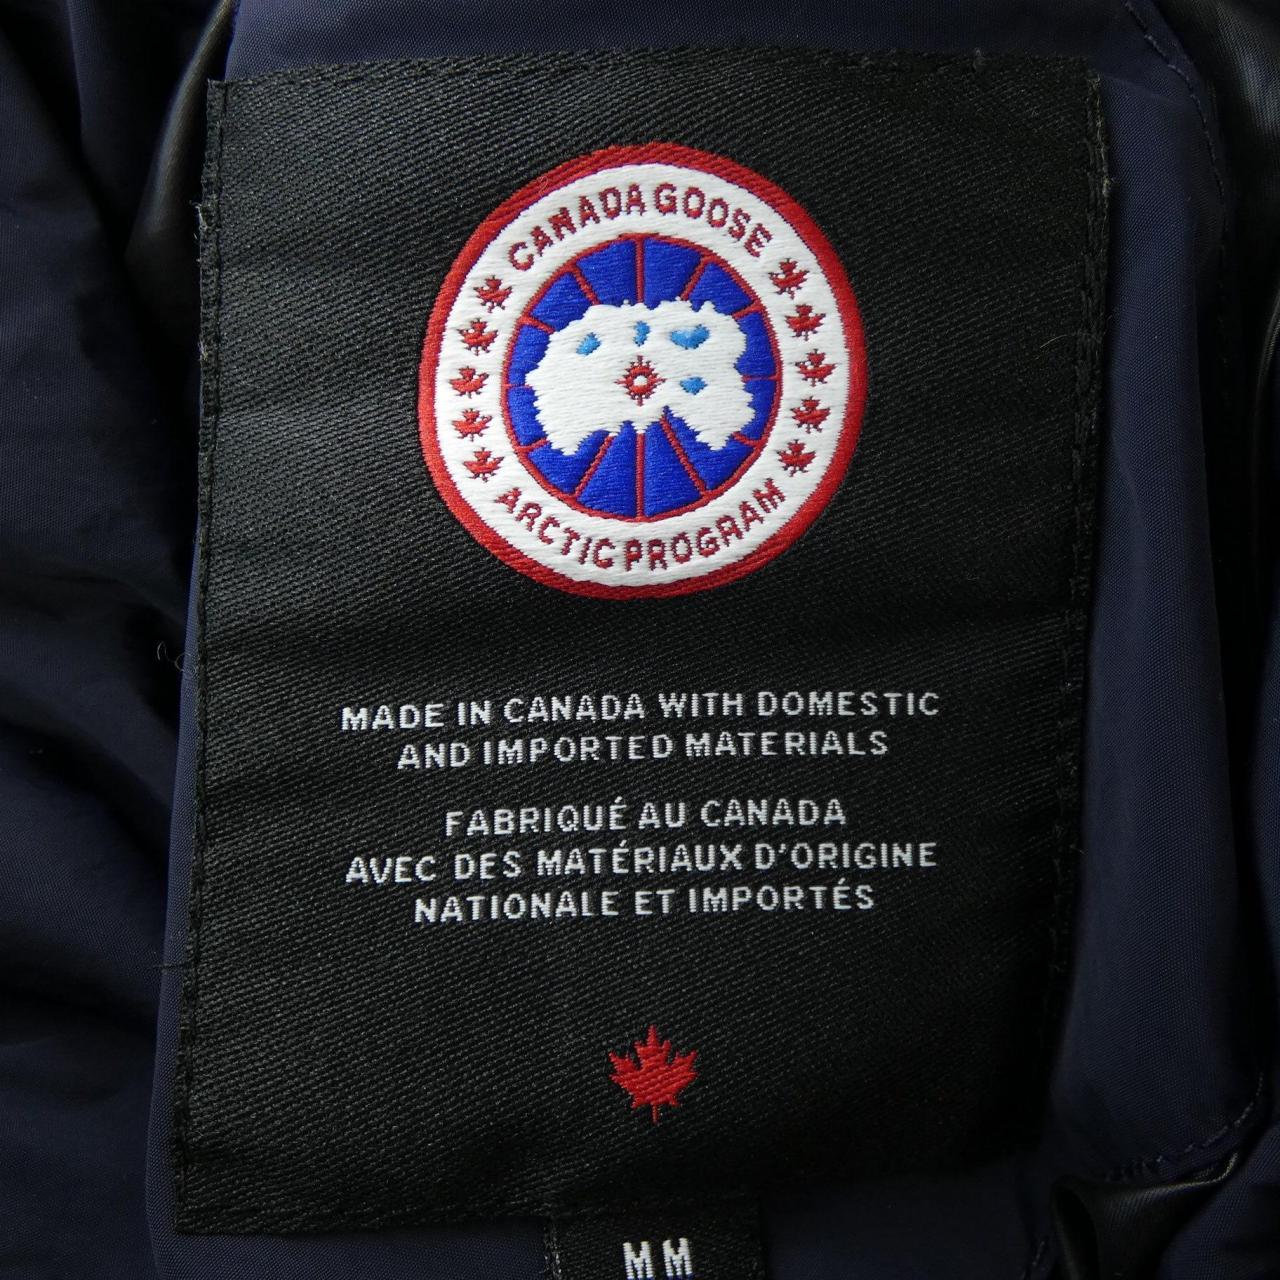 CANADA GOOSE
ARCTIC PROGRAM
MADE IN CANADA WITH DOMESTIC
AND IMPORTED MATERIALS
FABRIQUÉ AU CANADA
AVEC DES MATÉRIAUX D'ORIGINE
NATIONALE ET IMPORTÉS
M M